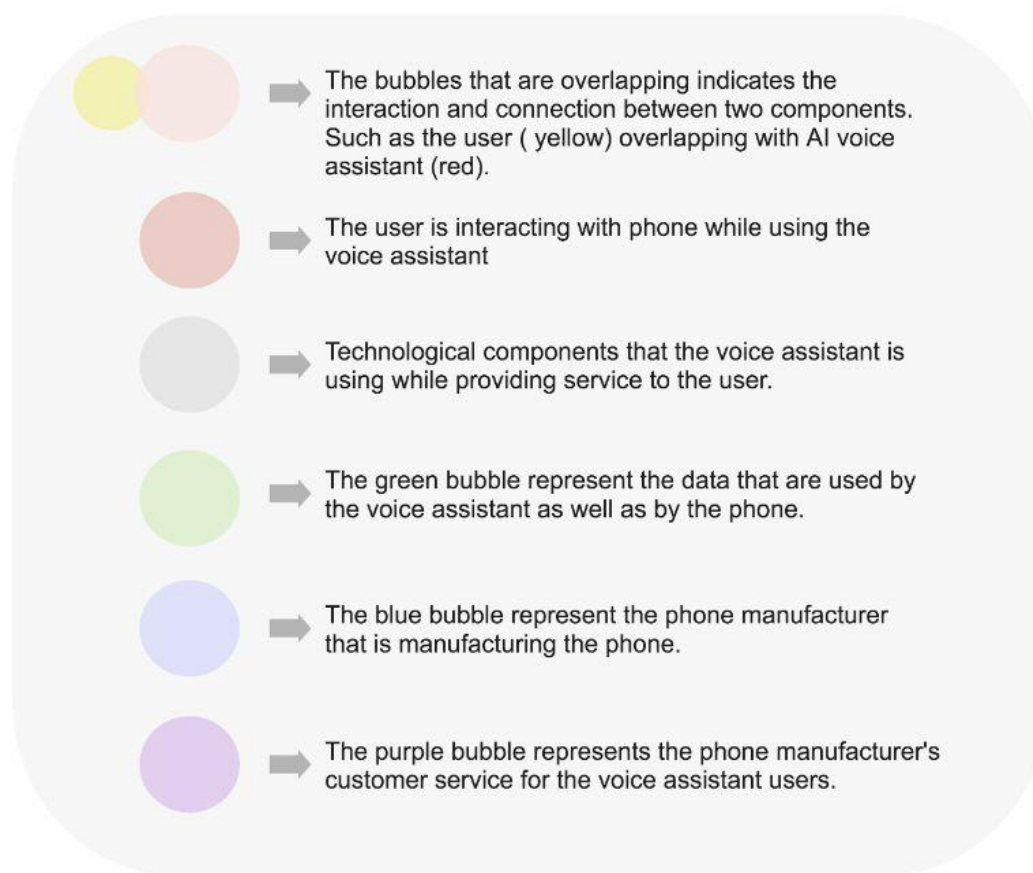 The bubbles that are overlapping indicates the
interaction and connection between two components.
Such as the user ( yellow) overlapping with AI voice
assistant (red).
The user is interacting with phone while using the
voice assistant
Technological components that the voice assistant is
using while providing service to the user.
The green bubble represent the data that are used by
the voice assistant as well as by the phone.
The blue bubble represent the phone manufacturer
that is manufacturing the phone.
The purple bubble represents the phone manufacturer's
customer service for the voice assistant users.